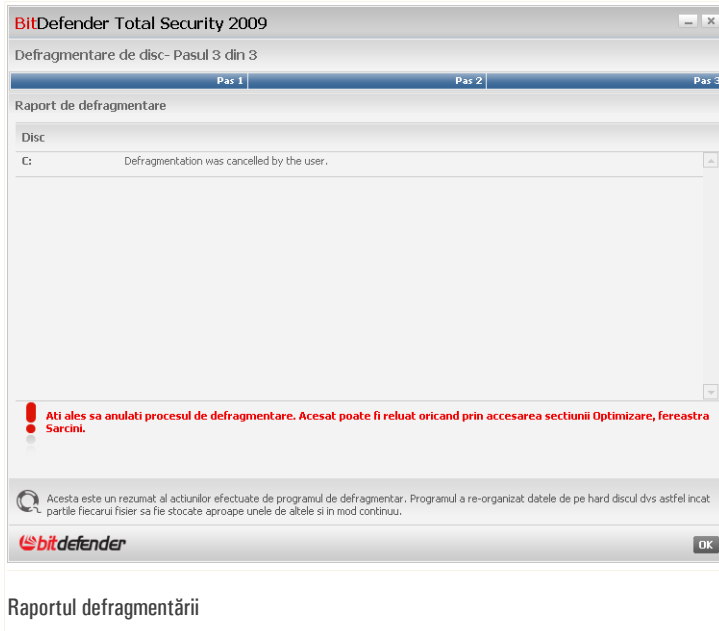 BitDefender Total Security 2009
Defragmentare de disc- Pasul 3 din 3
Pas 1
Pas 2
Pas 3
Raport de defragmentare
Disc
C: Defragmentation was cancelled by the user.
Ati ales sa anulati procesul de defragmentare. Acesat poate fi reluat oricand prin accesarea sectiunii Optimizare, fereastra
Sarcini.
Acesta este un rezumat al actiunilor efectuate de programul de defragmentar. Programul a re-organizat datele de pe hard discul dvs astfel incat
partile fiecarui fisier sa fie stocate aproape unele de altele si in mod continuu.
bitdefender
OK
Raportul defragmentării